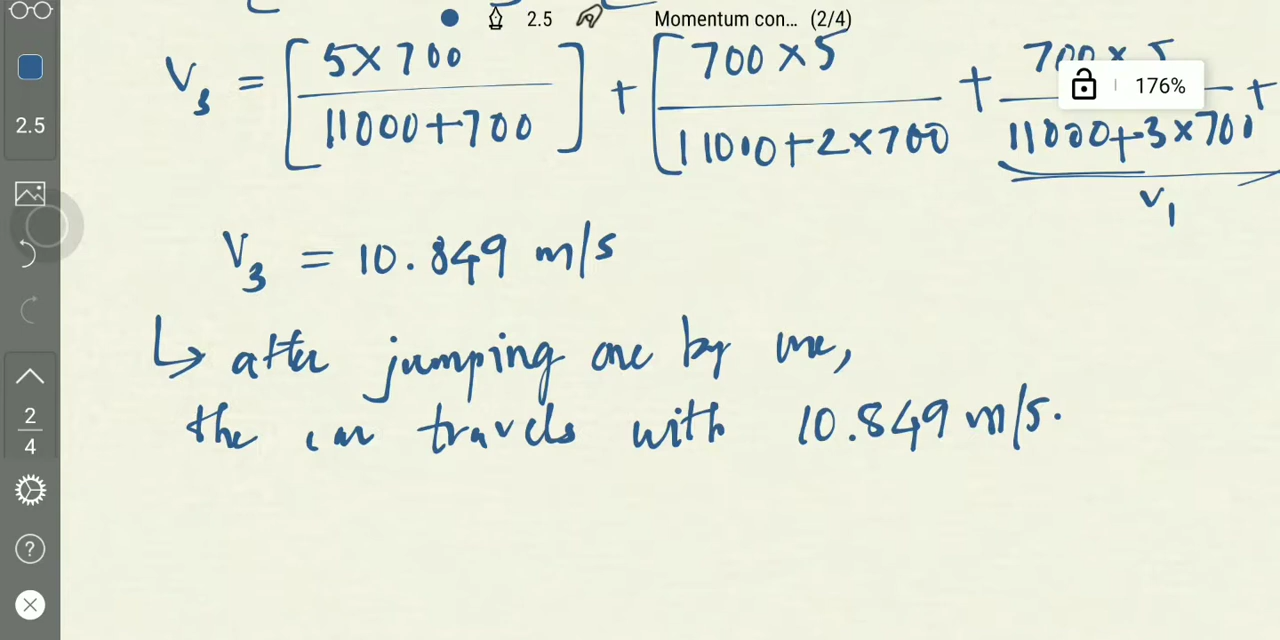 2.5 Momentum con... (2/4)
V₃ = [ 5×700 / 11000+700 ] + [ 700×5 / 11000+2×700 + 700×5 / 11000+3×700 +
176%
2.5
V₁
V₃ = 10.849 m/s
↳ after jumping one by one,
the car travels with 10.849 m/s.
2
4
?